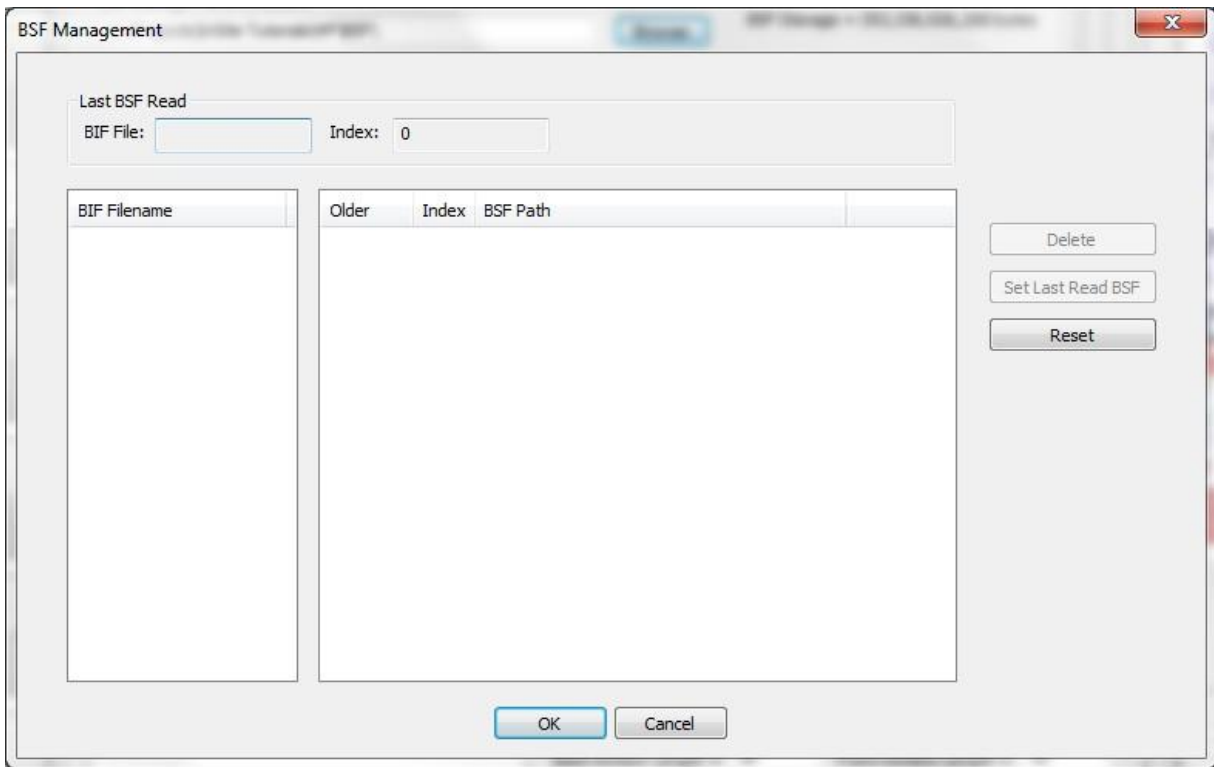 BSF Management
Last BSF Read
BIF File: Index: 0
BIF Filename Older Index BSF Path
Delete
Set Last Read BSF
Reset
OK Cancel